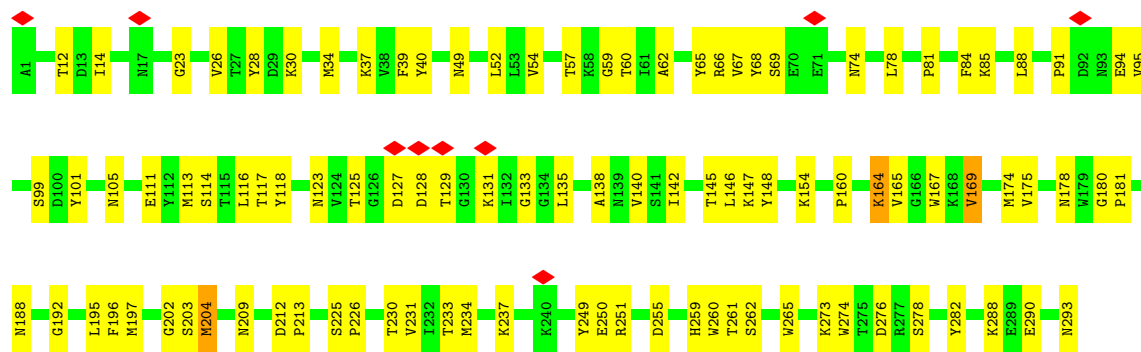 A1 T12 D13 I14 N17 G23 V26 T27 Y28 D29 K30 M34 K37 V38 F39 Y40 N49 L52 L53 V54 T57 K58 G59 T60 I61 A62 Y65 R66 V67 Y68 S69 E70 E71 N74 L78 P81 F84 K85 L88 P91 D92 N93 E94 V95
S99 D100 Y101 N105 E111 Y112 M113 S114 T115 L116 T117 Y118 N123 V124 T125 G126 D127 D128 T129 G130 K131 I132 G133 G134 L135 A138 N139 V140 S141 I142 T145 L146 K147 Y148 K154 P160 K164 V165 G166 W167 K168 V169 M174 V175 N178 W179 G180 P181
N188 G192 L195 F196 M197 G202 S203 M204 N209 D212 P213 S225 P226 T230 V231 I232 T233 M234 K237 K240 Y249 E250 R251 D255 H259 W260 T261 S262 W265 K273 W274 T275 D276 R277 S278 Y282 K288 E289 E290 N293